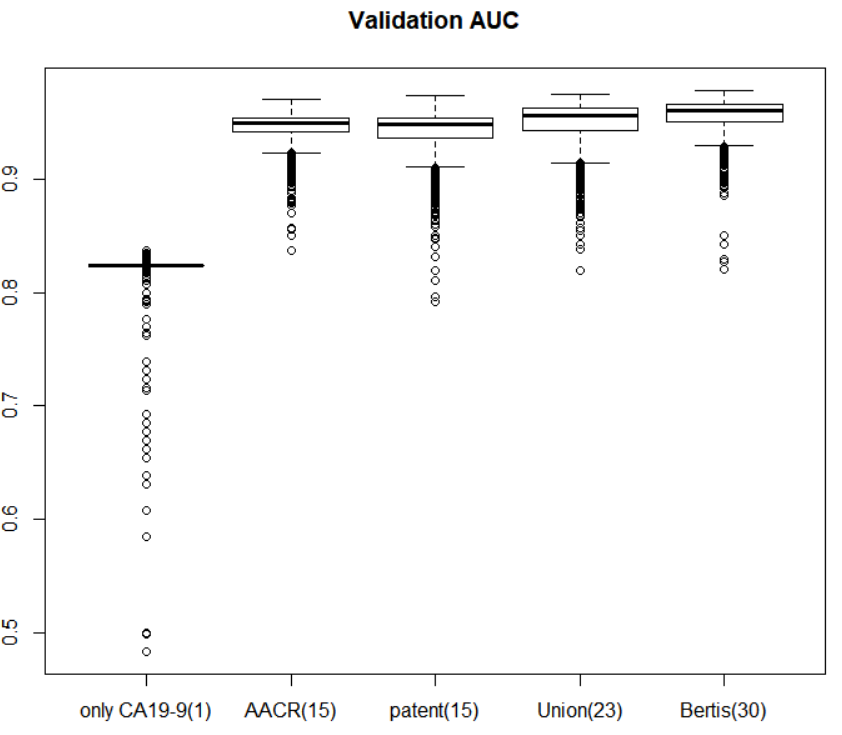 Validation AUC
0.9
0.8
0.7
0.6
0.5
only CA19-9(1) AACR(15) patent(15) Union(23) Bertis(30)